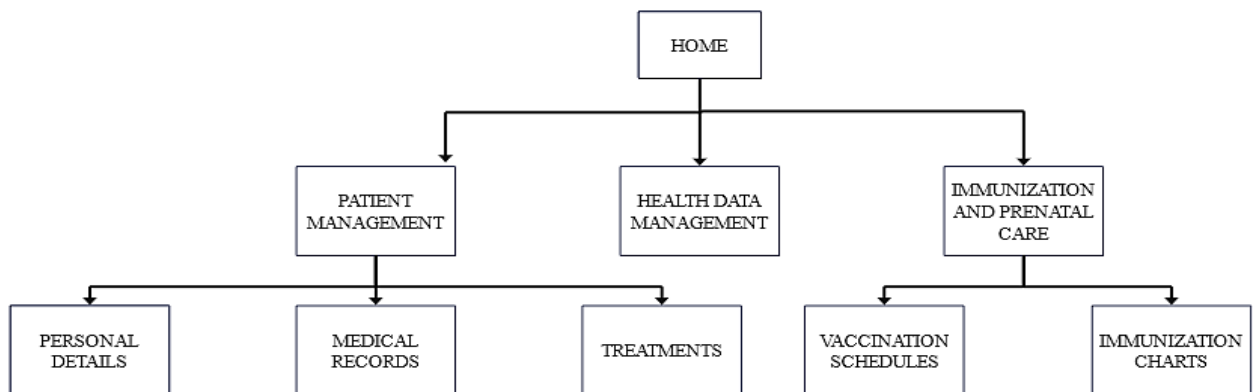 HOME
PATIENT
MANAGEMENT
HEALTH DATA
MANAGEMENT
IMMUNIZATION
AND PRENATAL
CARE
PERSONAL
DETAILS
MEDICAL
RECORDS
TREATMENTS
VACCINATION
SCHEDULES
IMMUNIZATION
CHARTS